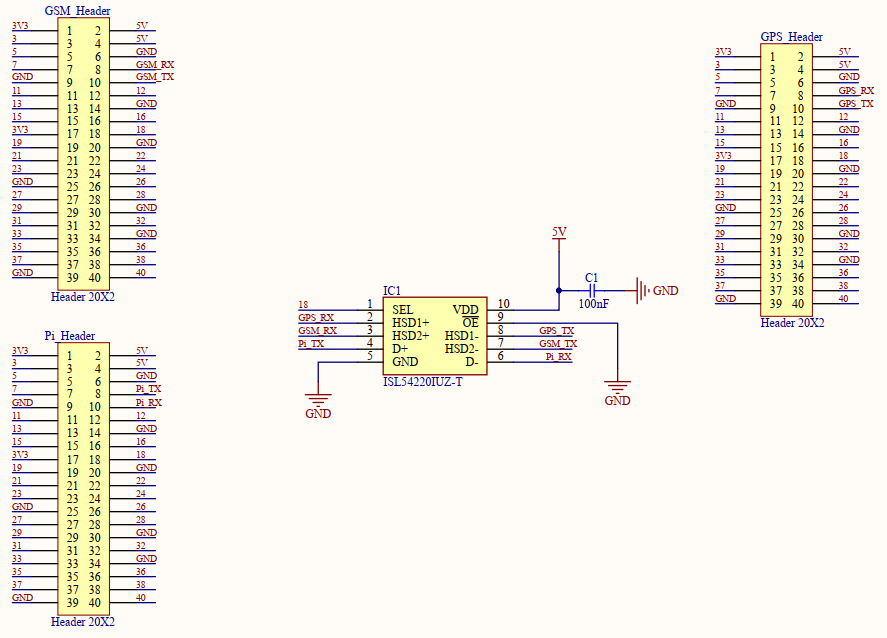 GSM_Header
3V3 1 2 5V
3 3 4 5V
5 5 6 GND
7 7 8 GSM_RX
GND 9 10 GSM_TX
11 11 12 12
13 13 14 GND
15 15 16 16
3V3 17 18 18
19 19 20 GND
21 21 22 22
23 23 24 24
GND 25 26 26
27 27 28 28
29 29 30 GND
31 31 32 32
33 33 34 GND
35 35 36 36
37 37 38 38
GND 39 40 40
Header 20X2
Pi_Header
3V3 1 2 5V
3 3 4 5V
5 5 6 GND
7 7 8 Pi_TX
GND 9 10 Pi_RX
11 11 12 12
13 13 14 GND
15 15 16 16
3V3 17 18 18
19 19 20 GND
21 21 22 22
23 23 24 24
GND 25 26 26
27 27 28 28
29 29 30 GND
31 31 32 32
33 33 34 GND
35 35 36 36
37 37 38 38
GND 39 40 40
Header 20X2
5V
C1
100nF
GND
IC1
18 1 SEL VDD 10
GPS_RX 2 HSD1+ OE 9
GSM_RX 3 HSD2+ HSD1- 8 GPS_TX
Pi_TX 4 D+ HSD2- 7 GSM_TX
5 GND D- 6 Pi_RX
ISL54220IUZ-T
GND
GND
GPS_Header
3V3 1 2 5V
3 3 4 5V
5 5 6 GND
7 7 8 GPS_RX
GND 9 10 GPS_TX
11 11 12 12
13 13 14 GND
15 15 16 16
3V3 17 18 18
19 19 20 GND
21 21 22 22
23 23 24 24
GND 25 26 26
27 27 28 28
29 29 30 GND
31 31 32 32
33 33 34 GND
35 35 36 36
37 37 38 38
GND 39 40 40
Header 20X2